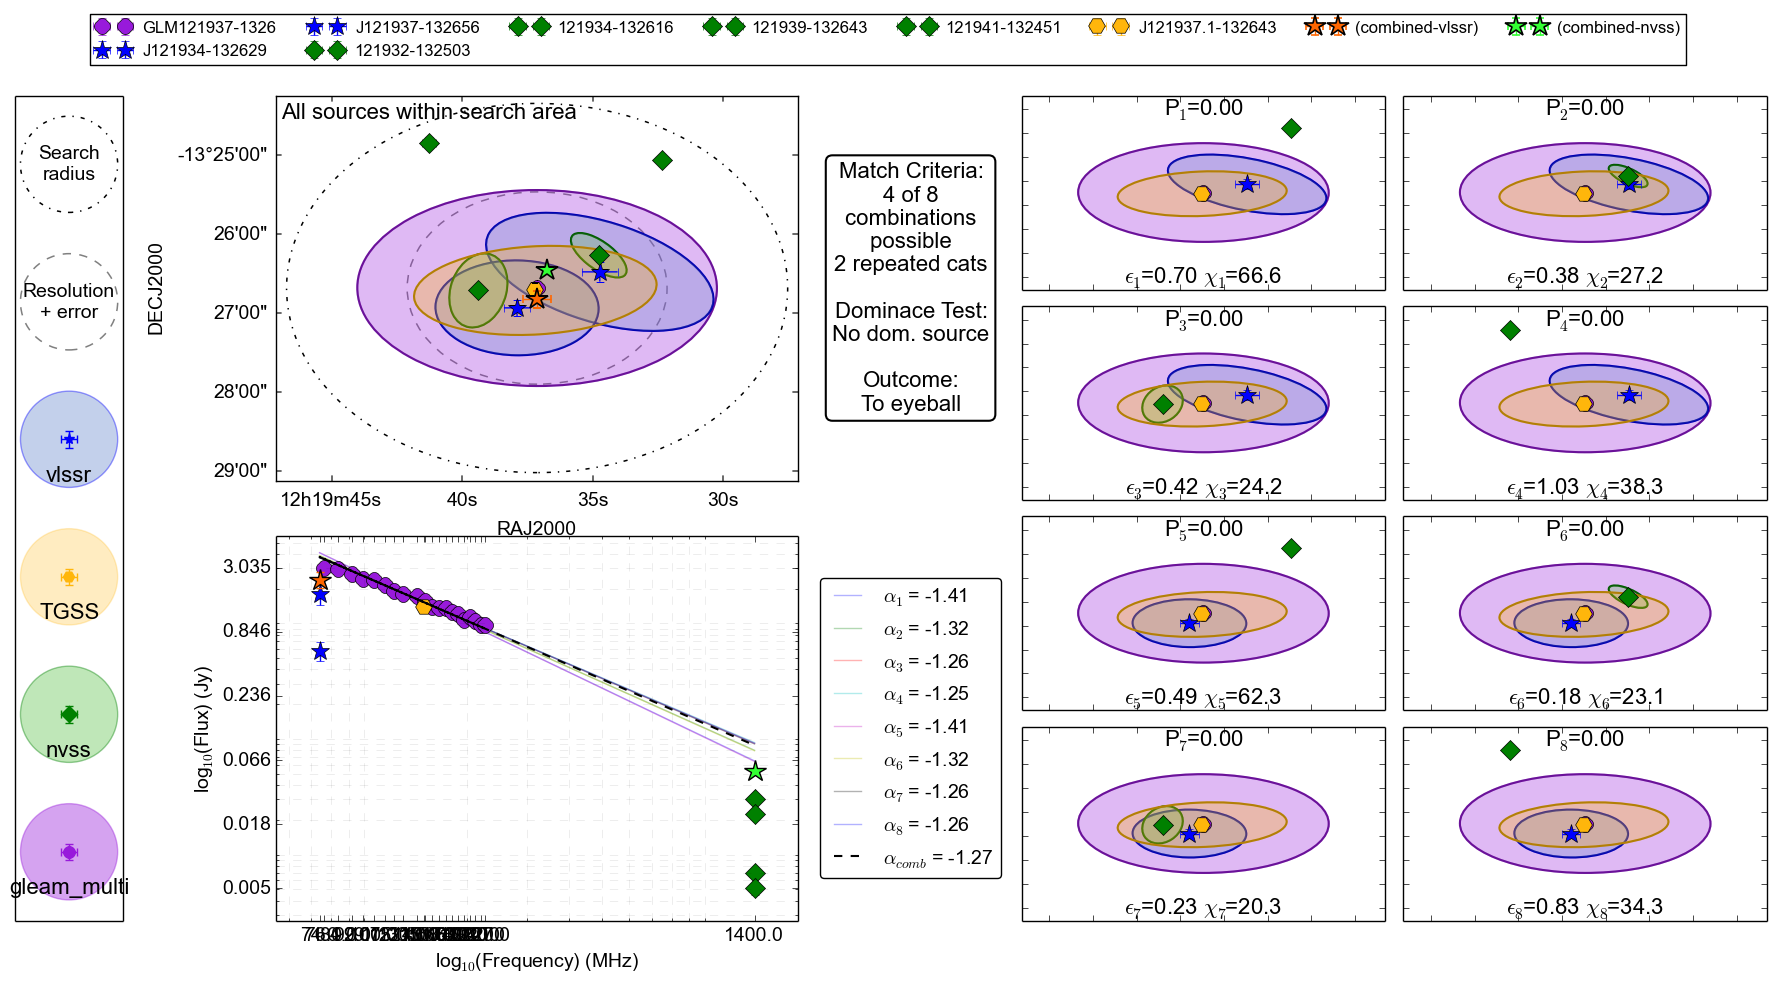 GLM121937-1326
J121937-132656
121934-132616
121939-132643
121941-132451
J121937.1-132643
(combined-vlssr)
(combined-nvss)
J121934-132629
121932-132503
Search
radius
Resolution
+ error
vlssr
TGSS
nvss
gleam_multi
All sources within search area
DECJ2000
-13°25'00"
26'00"
27'00"
28'00"
29'00"
12h19m45s
40s
35s
30s
RAJ2000
Match Criteria:
4 of 8
combinations
possible
2 repeated cats
Dominace Test:
No dom. source
Outcome:
To eyeball
log₁₀(Flux) (Jy)
3.035
0.846
0.236
0.066
0.018
0.005
1400.0
log₁₀(Frequency) (MHz)
α₁ = -1.41
α₂ = -1.32
α₃ = -1.26
α₄ = -1.25
α₅ = -1.41
α₆ = -1.32
α₇ = -1.26
α₈ = -1.26
α_comb = -1.27
P₁=0.00
ϵ₁=0.70 χ₁=66.6
P₂=0.00
ϵ₂=0.38 χ₂=27.2
P₃=0.00
ϵ₃=0.42 χ₃=24.2
P₄=0.00
ϵ₄=1.03 χ₄=38.3
P₅=0.00
ϵ₅=0.49 χ₅=62.3
P₆=0.00
ϵ₆=0.18 χ₆=23.1
P₇=0.00
ϵ₇=0.23 χ₇=20.3
P₈=0.00
ϵ₈=0.83 χ₈=34.3